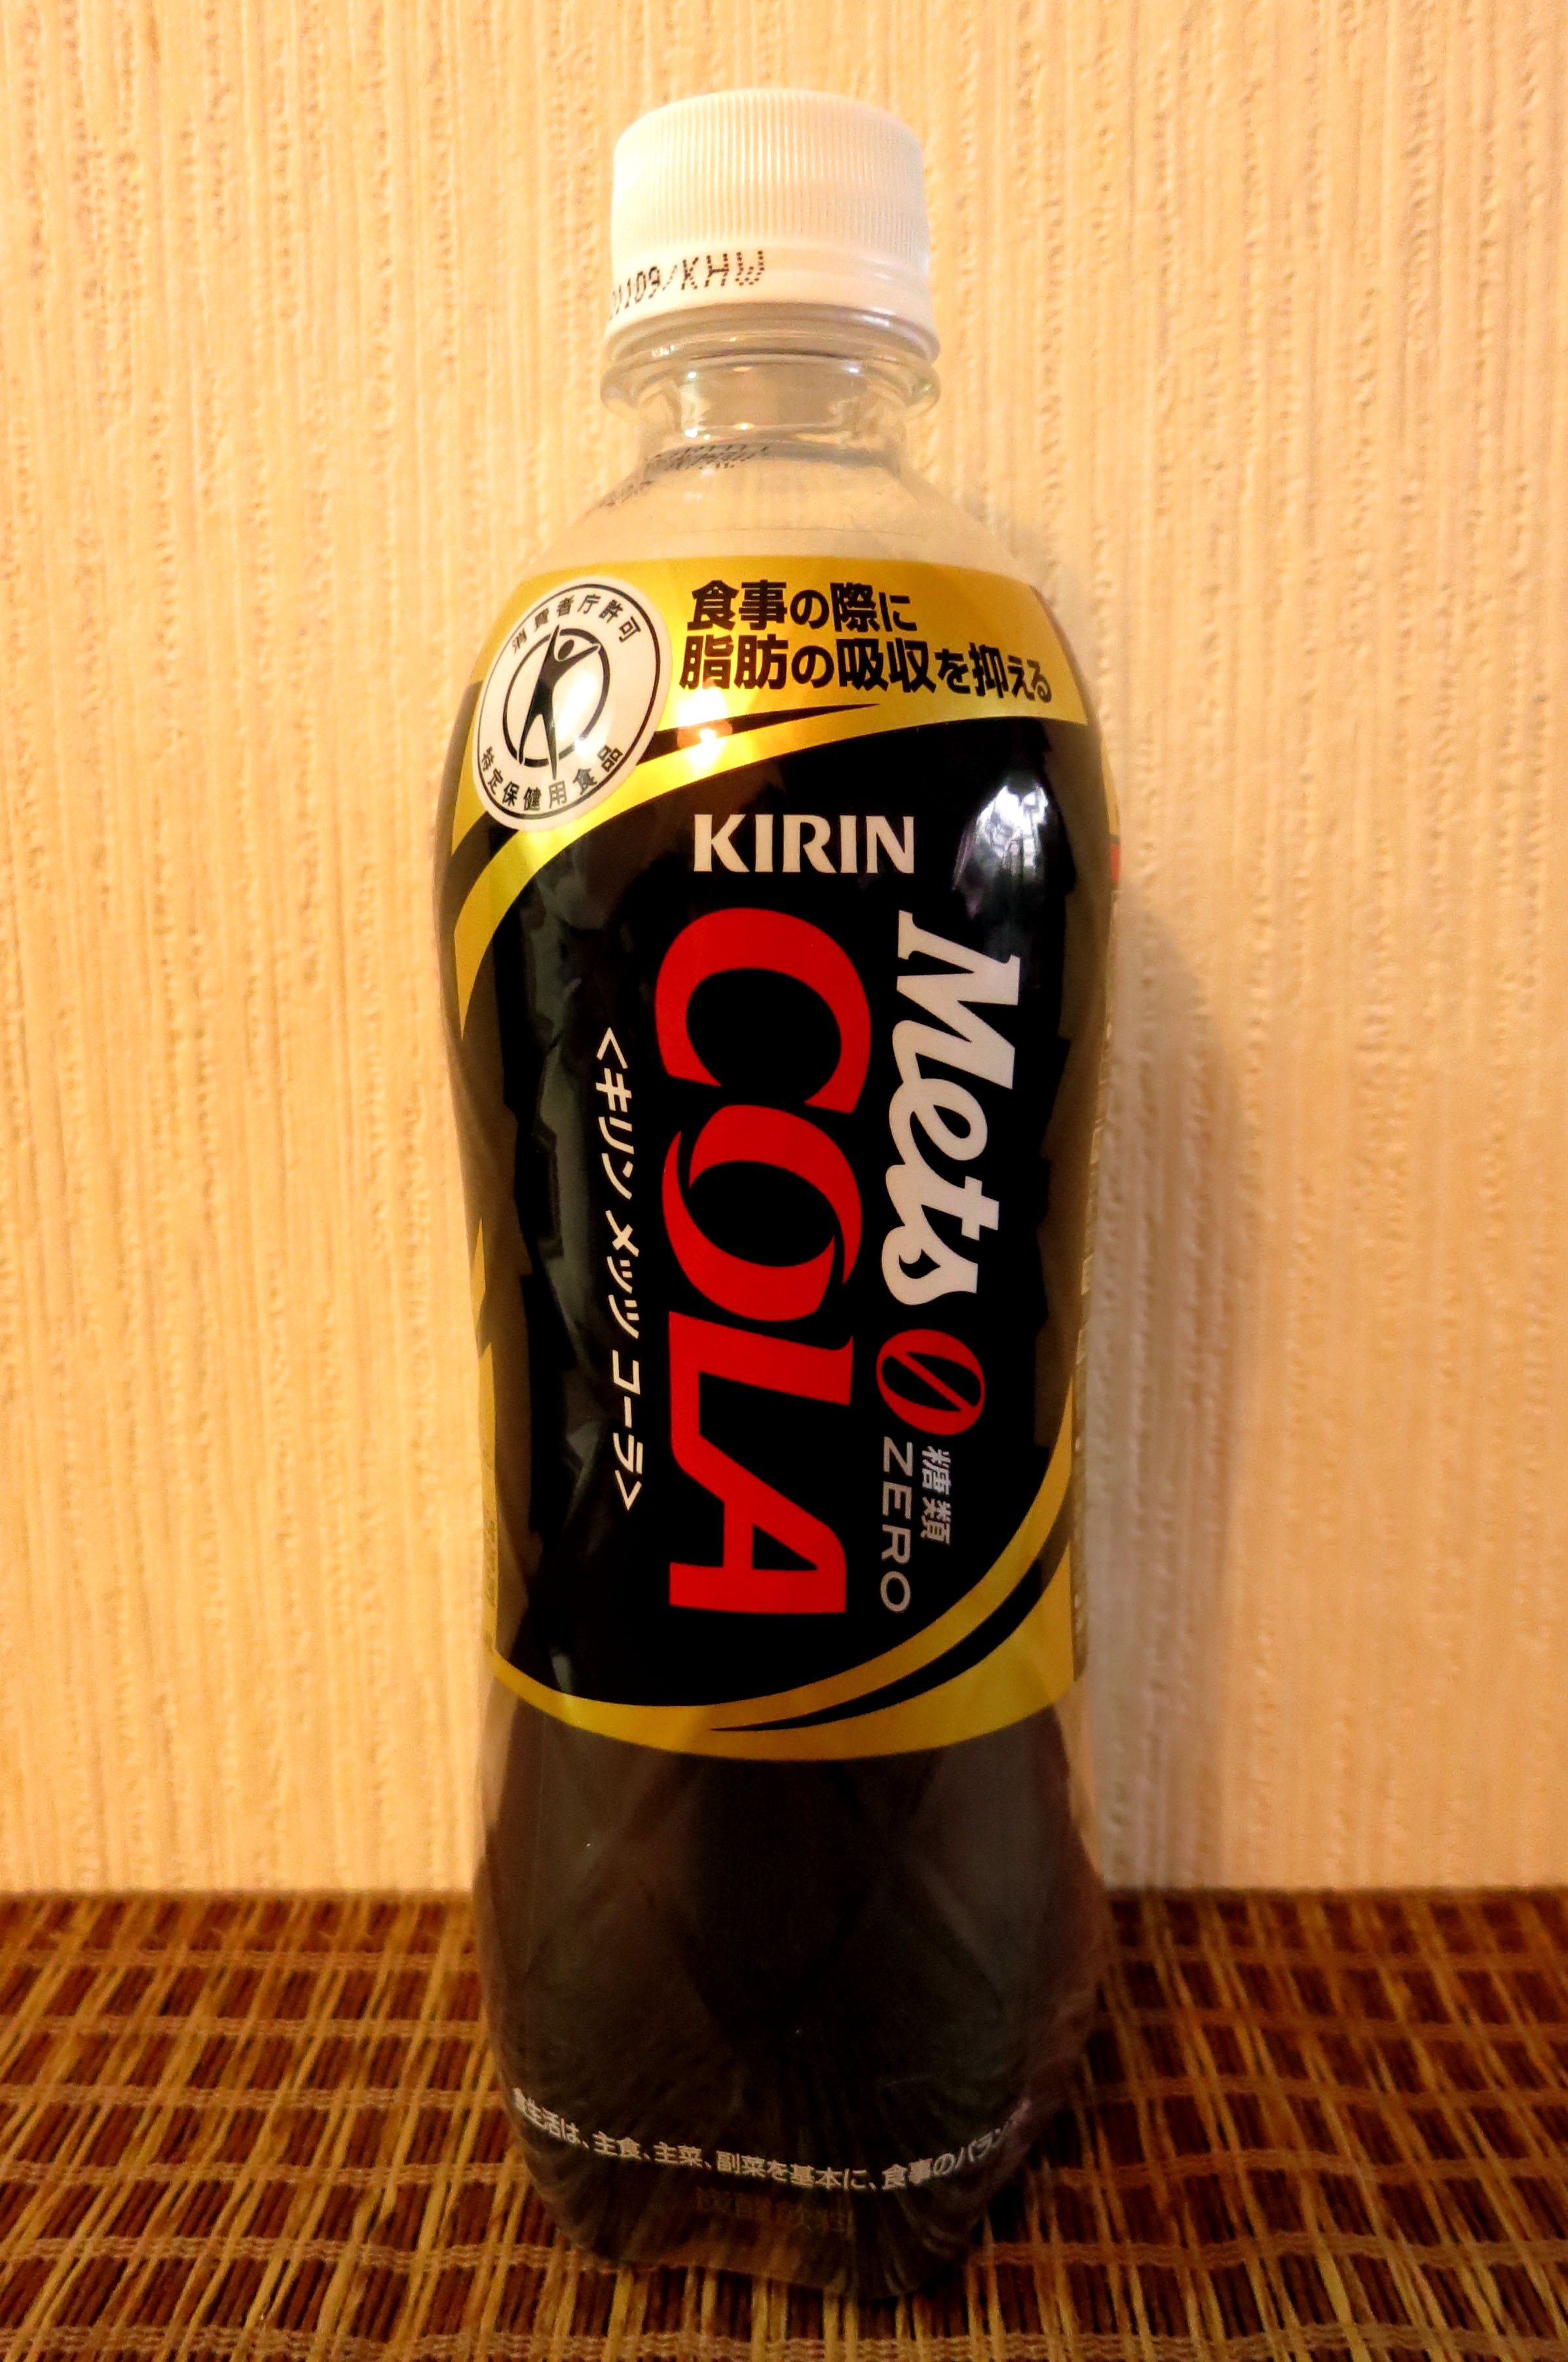 1109/KHW
消費者庁許可
特定保健用食品
食事の際に
脂肪の吸収を抑える
KIRIN
Mets
COLA
0
糖類
ZERO
<キリン メッツ コーラ>
食生活は、主食、主菜、副菜を基本に、食事のバラン